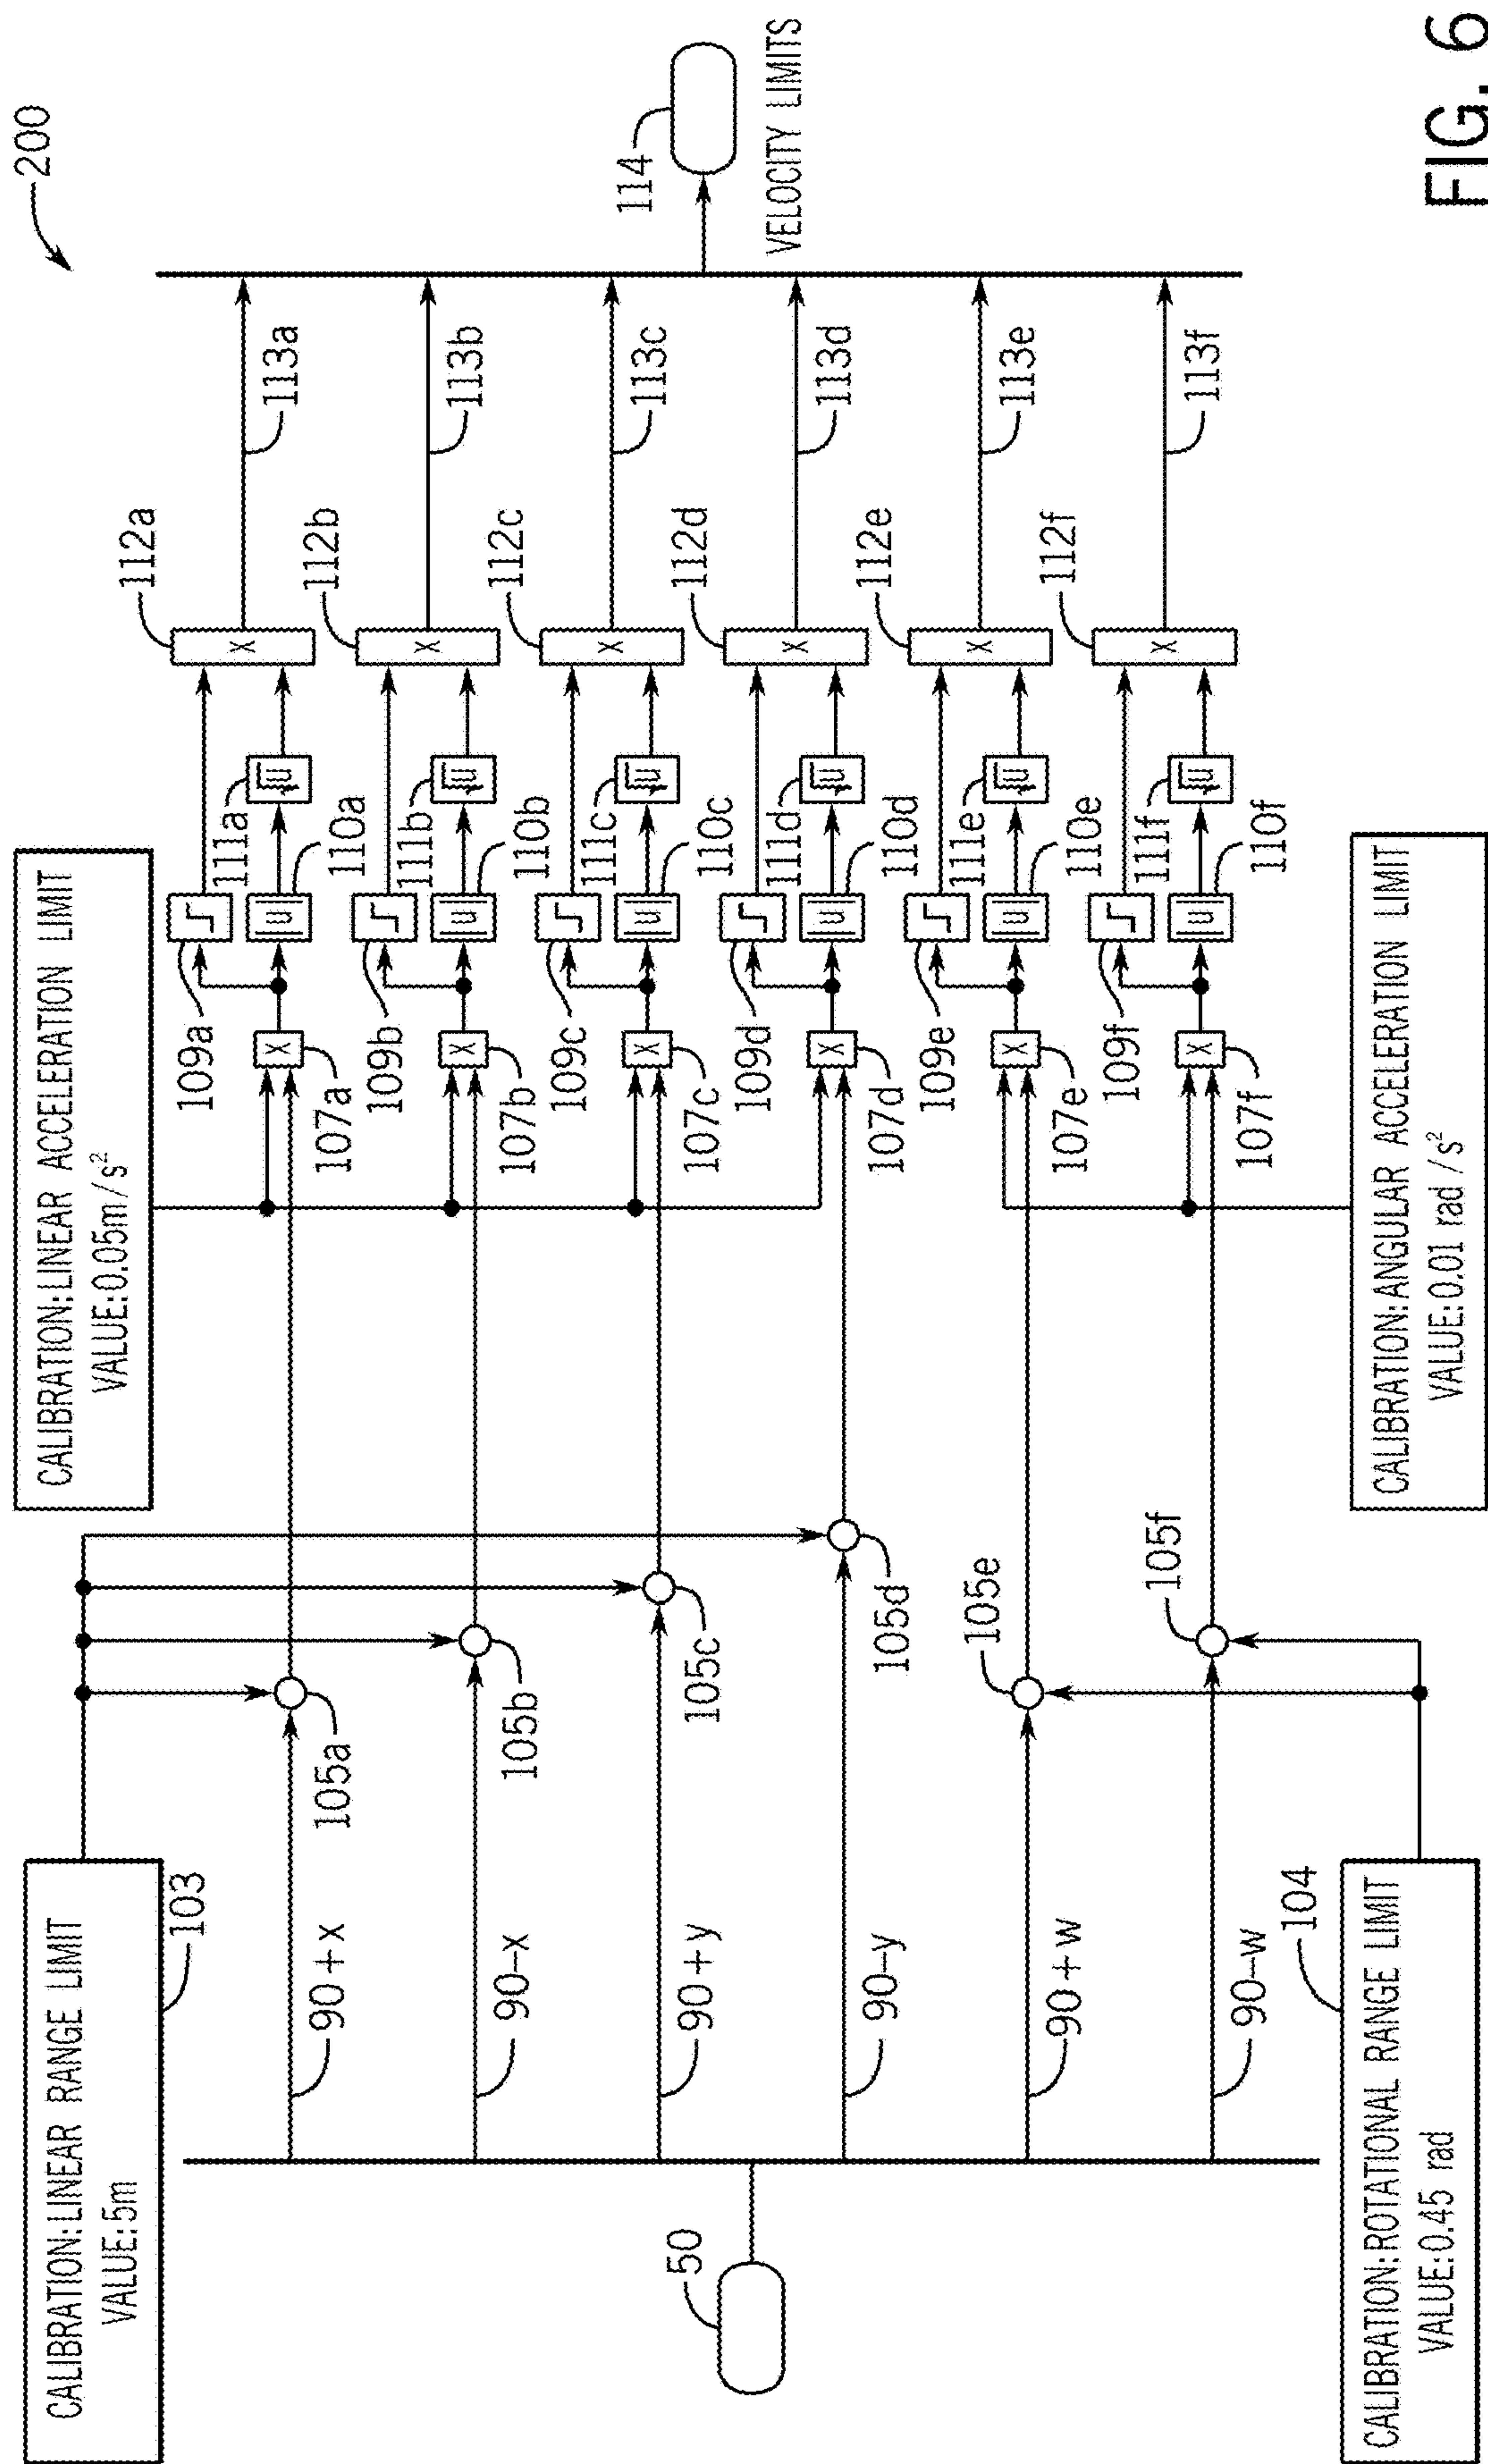 200
CALIBRATION:LINEAR RANGE LIMIT
VALUE:5m
103
CALIBRATION:LINEAR ACCELERATION LIMIT
VALUE:0.05m/s²
50
90+x
90-x
90+y
90-y
90+w
90-w
105a
105b
105c
105d
105e
105f
107a
107b
107c
107d
107e
107f
X
X
X
X
X
X
109a
109b
109c
109d
109e
109f
|u|
|u|
|u|
|u|
|u|
|u|
110a
110b
110c
110d
110e
110f
111a
111b
111c
111d
111e
111f
√u
√u
√u
√u
√u
√u
112a
112b
112c
112d
112e
112f
X
X
X
X
X
X
113a
113b
113c
113d
113e
113f
114
VELOCITY LIMITS
104
CALIBRATION:ROTATIONAL RANGE LIMIT
VALUE:0.45 rad
CALIBRATION:ANGULAR ACCELERATION LIMIT
VALUE:0.01 rad/s²
FIG. 6